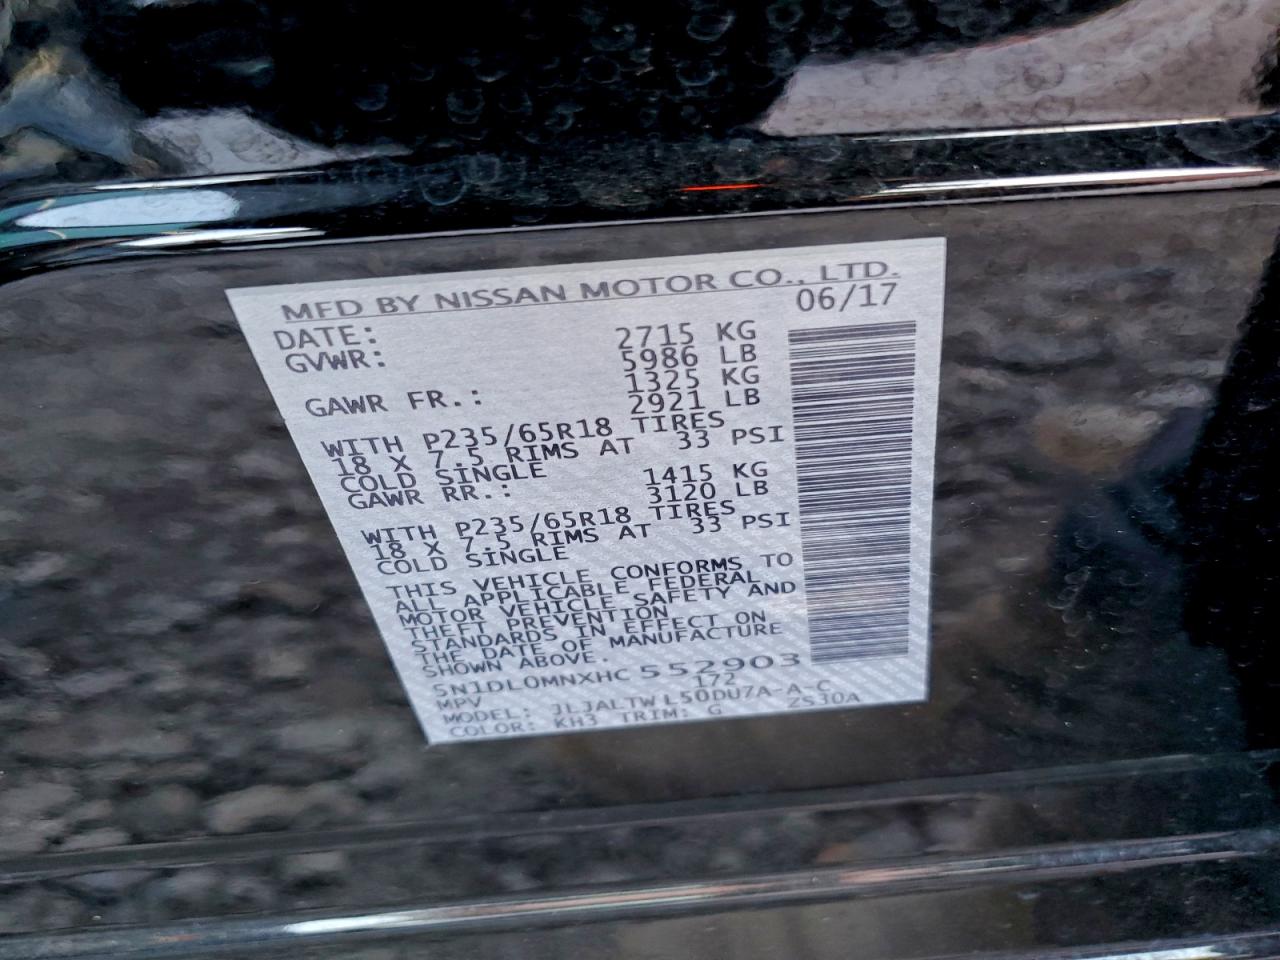 MFD BY NISSAN MOTOR CO., LTD.
DATE: 06/17
GVWR: 2715 KG
5986 LB
GAWR FR.: 1325 KG
2921 LB
WITH P235/65R18 TIRES
18 X 7.5 RIMS AT 33 PSI
COLD SINGLE
GAWR RR.: 1415 KG
3120 LB
WITH P235/65R18 TIRES
18 X 7.5 RIMS AT 33 PSI
COLD SINGLE
THIS VEHICLE CONFORMS TO
ALL APPLICABLE FEDERAL
MOTOR VEHICLE SAFETY AND
THEFT PREVENTION
STANDARDS IN EFFECT ON
THE DATE OF MANUFACTURE
SHOWN ABOVE.
5N1DL0MNXHC552903
MPV 172
MODEL: JLJALTWL50DU7A-A-C
COLOR: KH3 TRIM: G ZS30A